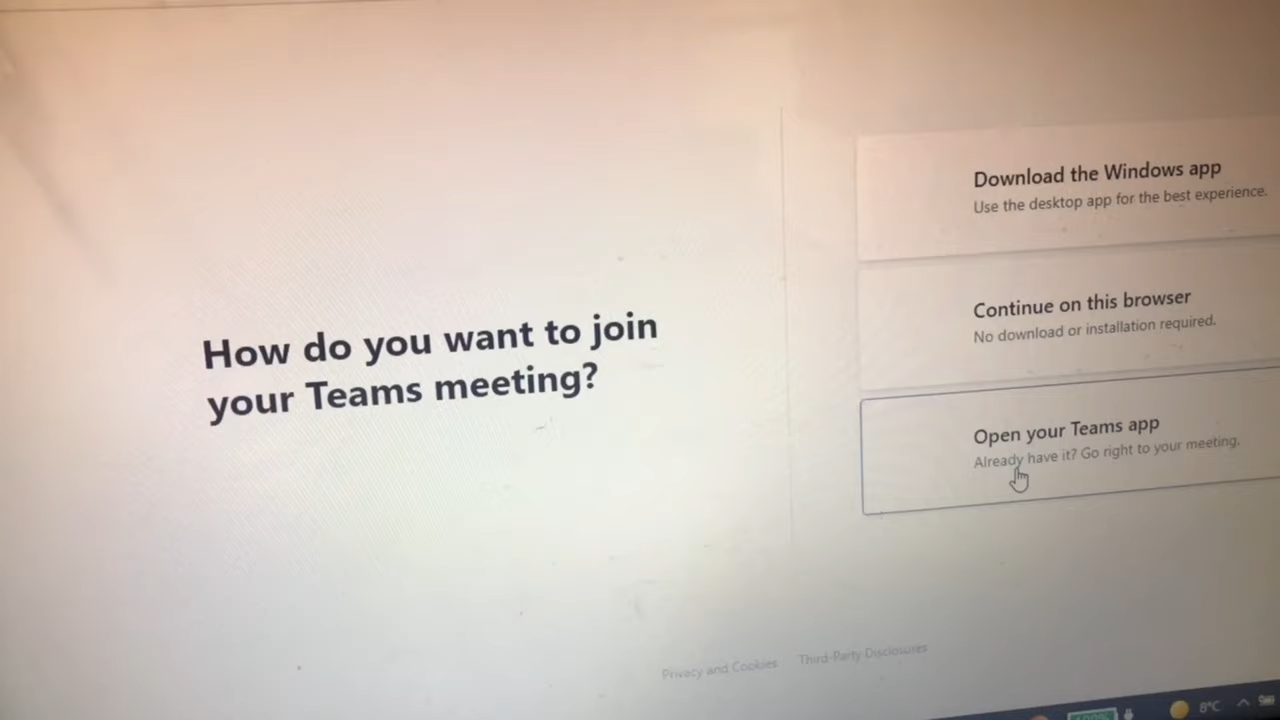 How do you want to join
your Teams meeting?
Download the Windows app
Use the desktop app for the best experience.
Continue on this browser
No download or installation required.
Open your Teams app
Already have it? Go right to your meeting.
Privacy and Cookies
Third-Party Disclosures
8°C